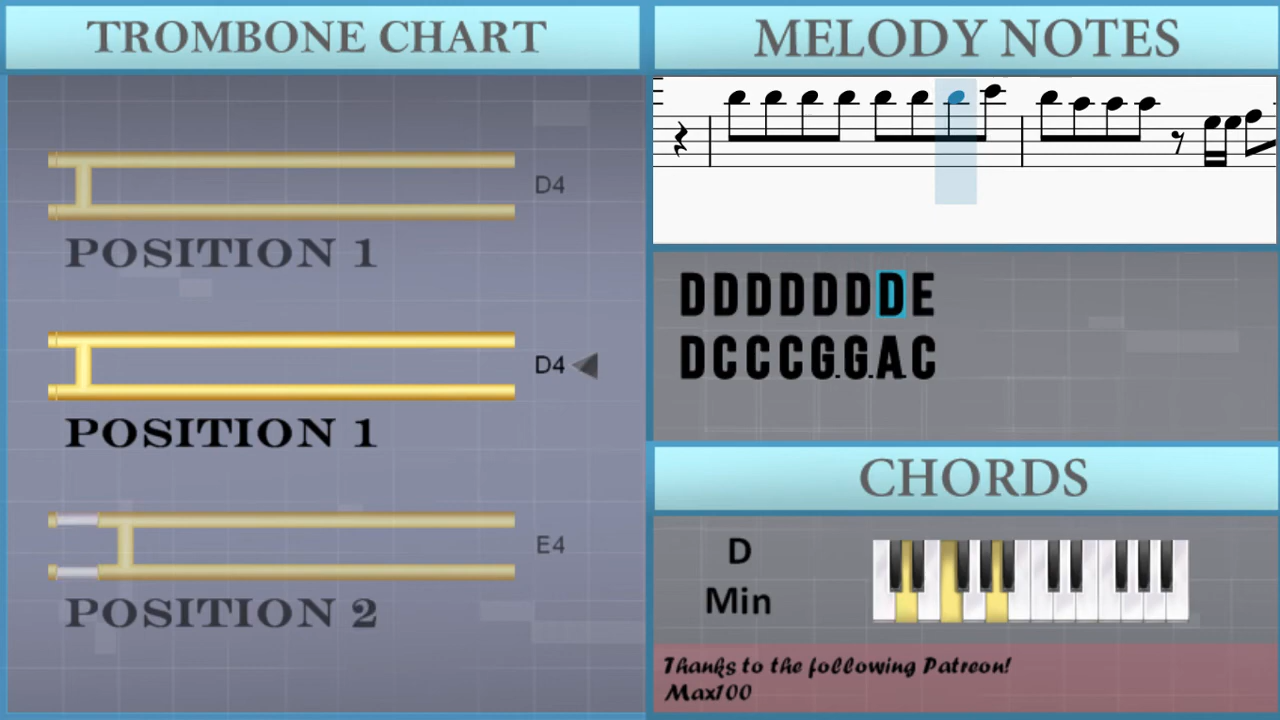 TROMBONE CHART
D4
POSITION 1
D4
POSITION 1
E4
POSITION 2
MELODY NOTES
DDDDDDDE
DCCCG.G.A.C
CHORDS
D
Min
Thanks to the following Patreon!
Max100